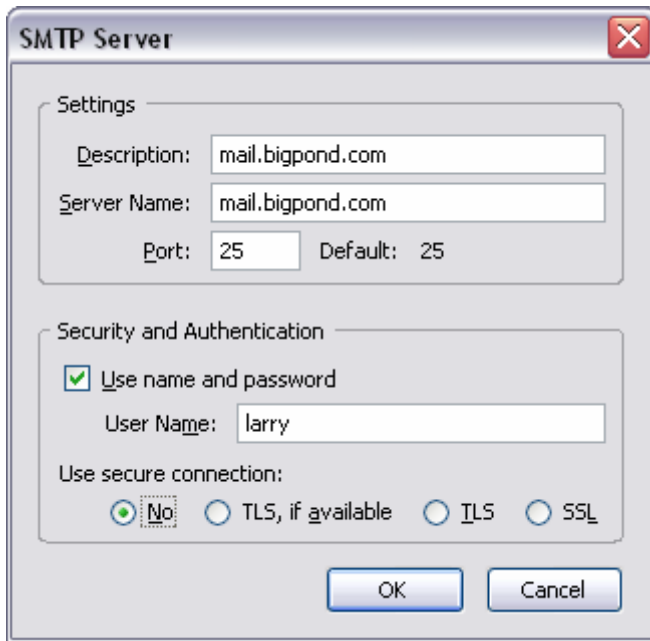 SMTP Server
Settings
Description: mail.bigpond.com
Server Name: mail.bigpond.com
Port: 25 Default: 25
Security and Authentication
Use name and password
User Name: larry
Use secure connection:
No TLS, if available TLS SSL
OK Cancel